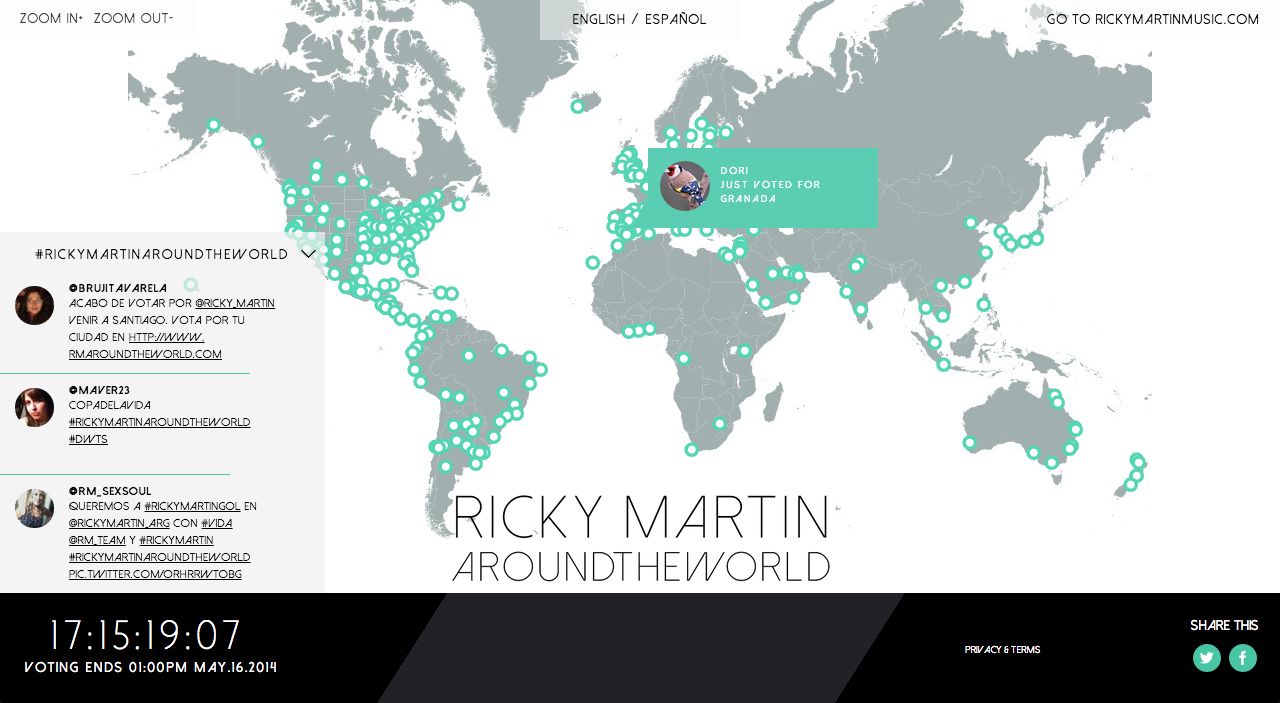 ZOOM IN+ ZOOM OUT-
ENGLISH / ESPAÑOL
GO TO RICKYMARTINMUSIC.COM
DORI
JUST VOTED FOR
GRANADA
#RICKYMARTINAROUNDTHEWORLD
@BRUJITAVARELA
ACABO DE VOTAR POR @RICKY_MARTIN
VENIR A SANTIAGO. VOTA POR TU
CIUDAD EN HTTP://WWW.
RMAROUNDTHEWORLD.COM
@MAVER23
COPADELAVIDA
#RICKYMARTINAROUNDTHEWORLD
#DWTS
@RM_SEXSOUL
QUEREMOS A #RICKYMARTINGOL EN
@RICKYMARTIN_ARG CON #VIDA
@RM_TEAM Y #RICKYMARTIN
#RICKYMARTINAROUNDTHEWORLD
PIC.TWITTER.COM/ORHRRWTOBG
RICKY MARTIN
AROUNDTHEWORLD
17:15:19:07
VOTING ENDS 01:00PM MAY.16.2014
PRIVACY & TERMS
SHARE THIS